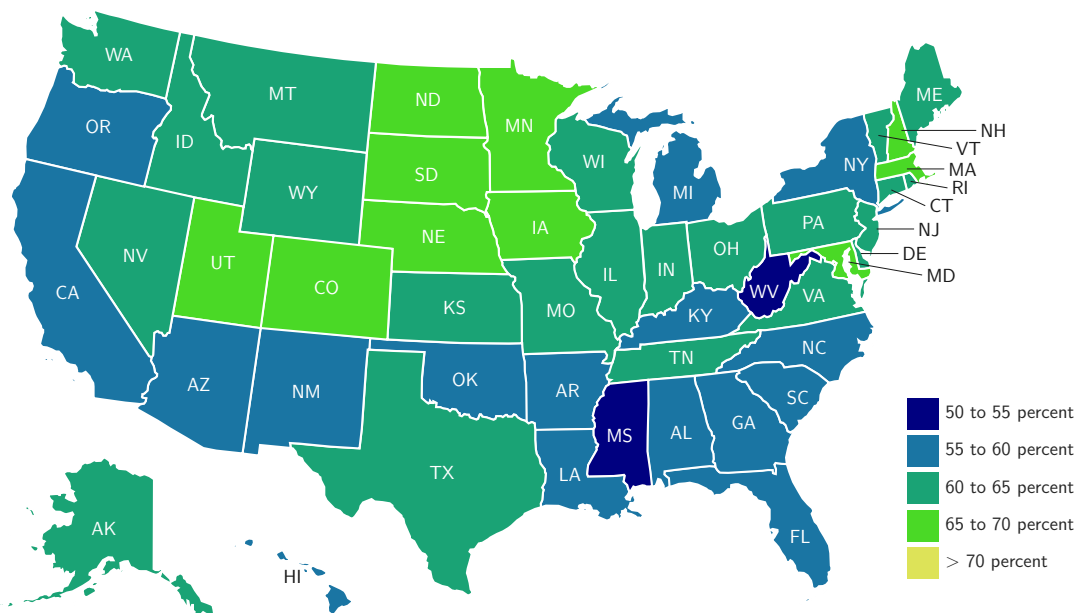 WA
MT
ND
MN
ME
OR
ID
WI
NH
VT
NY
MA
RI
SD
WY
MI
CT
PA
NJ
NV
UT
NE
IA
OH
DE
CO
IL
IN
MD
CA
WV
VA
KS
MO
KY
NC
TN
AZ
NM
OK
AR
SC
MS
AL
GA
TX
LA
AK
HI
FL
50 to 55 percent
55 to 60 percent
60 to 65 percent
65 to 70 percent
> 70 percent